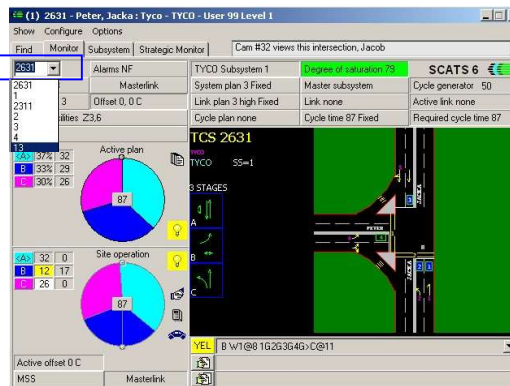 (1) 2631 - Peter, Jacka : Tyco - TYCO - User 99 Level 1
Show Configure Options
Find Monitor Subsystem Strategic Monitor Cam #32 views this intersection, Jacob
2631 Alarms NF TYCO Subsystem 1 Degree of saturation 79 SCATS 6
2631 Masterlink System plan 3 Fixed Master subsystem Cycle generator 50
1
2311 3 Offset 0, 0 C Link plan 3 high Fixed Link none Active link none
2 Z3,6 Cycle plan none Cycle time 87 Fixed Required cycle time 87
3
4
13
<A> 37% 32 Active plan
B 33% 29
C 30% 26
87
TCS 2631
TYCO
TYCO SS=1
3 STAGES
A
B
C
PETER
JACKA
JACKA
<A> 32 0 Site operation
B 12 17
C 26 0
87
YEL B W1@8 1G2G3G4G>C@11
Active offset 0 C
MSS Masterlink